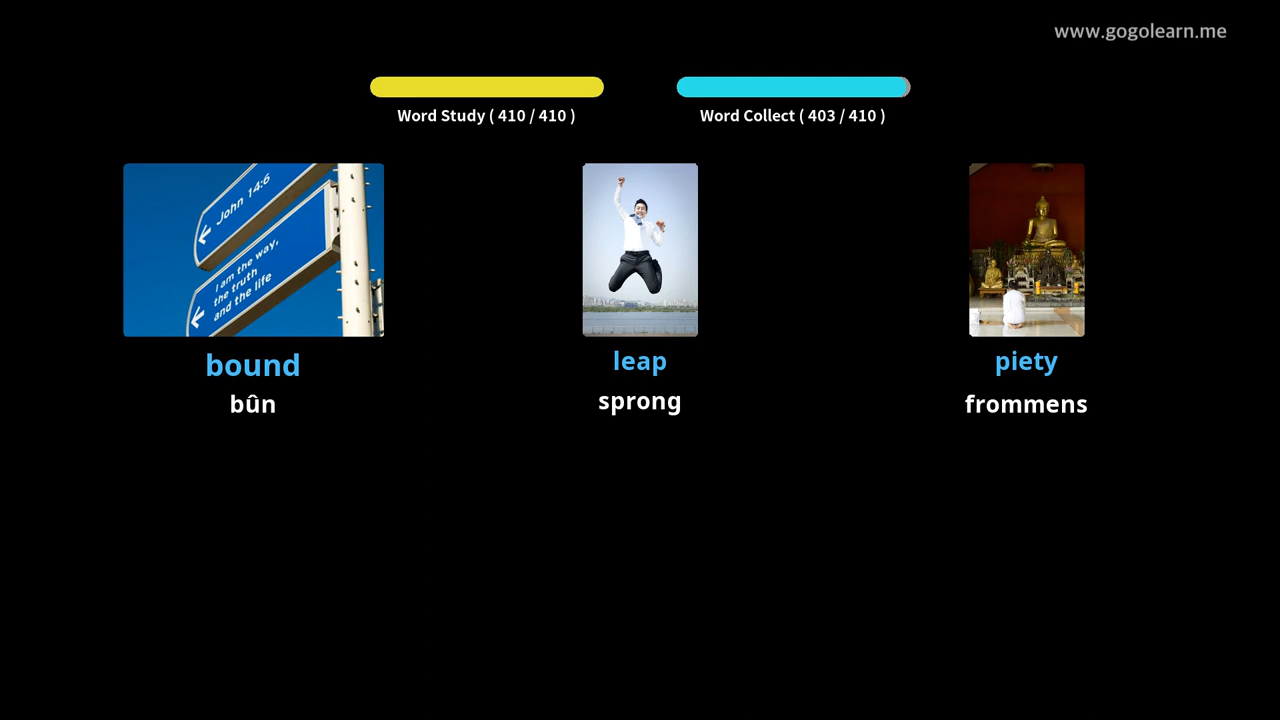 www.gogolearn.me
Word Study ( 410 / 410 )
Word Collect ( 403 / 410 )
John 14:6
I am the way,
the truth
and the life
bound
leap
piety
bûn
sprong
frommens